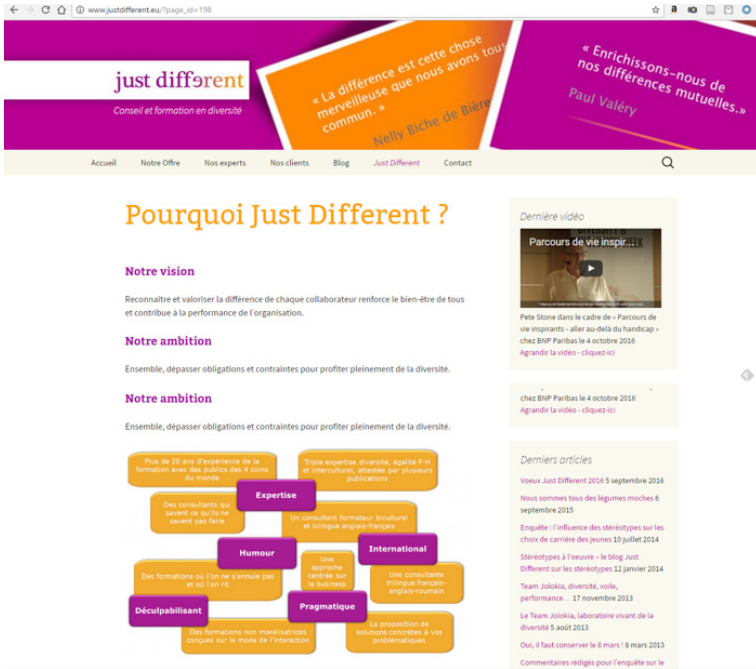 www.justdifferent.eu/?page_id=198
just different
Conseil et formation en diversité
« La différence est cette chose
merveilleuse que nous avons tous
commun. »
Nelly Biche de Bière
« Enrichissons-nous de
nos différences mutuelles.»
Paul Valéry
Accueil Notre Offre Nos experts Nos clients Blog Just Different Contact
Pourquoi Just Different ?
Notre vision
Reconnaitre et valoriser la différence de chaque collaborateur renforce le bien-être de tous
et contribue à la performance de l'organisation.
Notre ambition
Ensemble, dépasser obligations et contraintes pour profiter pleinement de la diversité.
Notre ambition
Ensemble, dépasser obligations et contraintes pour profiter pleinement de la diversité.
Plus de 20 ans d'expérience de la
formation avec des publics des 4 coins
du monde
Triple expertise diversité, égalité F-H
et interculturel, attestée par plusieurs
publications
Expertise
Des consultants qui
savent ce qu'ils ne
savent pas faire
Un consultant formateur biculturel
et bilingue anglais-français
Humour
International
Une
approche
centrée sur
le business
Des formations où l'on ne s'ennuie pas
et où l'on rit
Une consultante
trilingue français-
anglais-roumain
Déculpabilisant
Pragmatique
Des formations non moralisatrices
conçues sur le mode de l'interaction
La proposition de
solutions concrètes à vos
problématiques
Dernière vidéo
Parcours de vie inspir...
Pete Stone dans le cadre de « Parcours de
vie inspirants - aller au-delà du handicap »
chez BNP Paribas le 4 octobre 2016
Agrandir la vidéo - cliquez-ici
chez BNP Paribas le 4 octobre 2016
Agrandir la vidéo - cliquez-ici
Derniers articles
Voeux Just Different 2016 5 septembre 2016
Nous sommes tous des légumes moches 6
septembre 2015
Enquête : l'influence des stéréotypes sur les
choix de carrière des jeunes 10 juillet 2014
Stéréotypes à l'oeuvre – le blog Just
Different sur les stéréotypes 12 janvier 2014
Team Jolokia, diversité, voile,
performance… 17 novembre 2013
Le Team Jolokia, laboratoire vivant de la
diversité 5 août 2013
Oui, il faut conserver le 8 mars ! 8 mars 2013
Commentaires rédigés pour l'enquête sur le